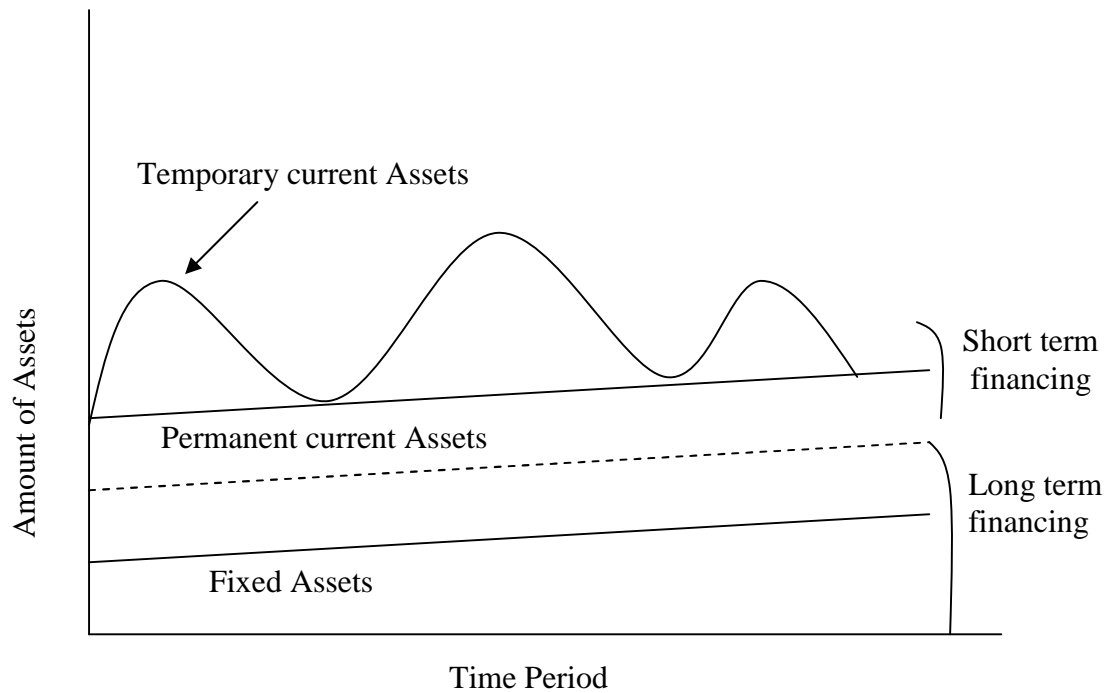 Temporary current Assets
Amount of Assets
Short term
financing
Permanent current Assets
Long term
financing
Fixed Assets
Time Period